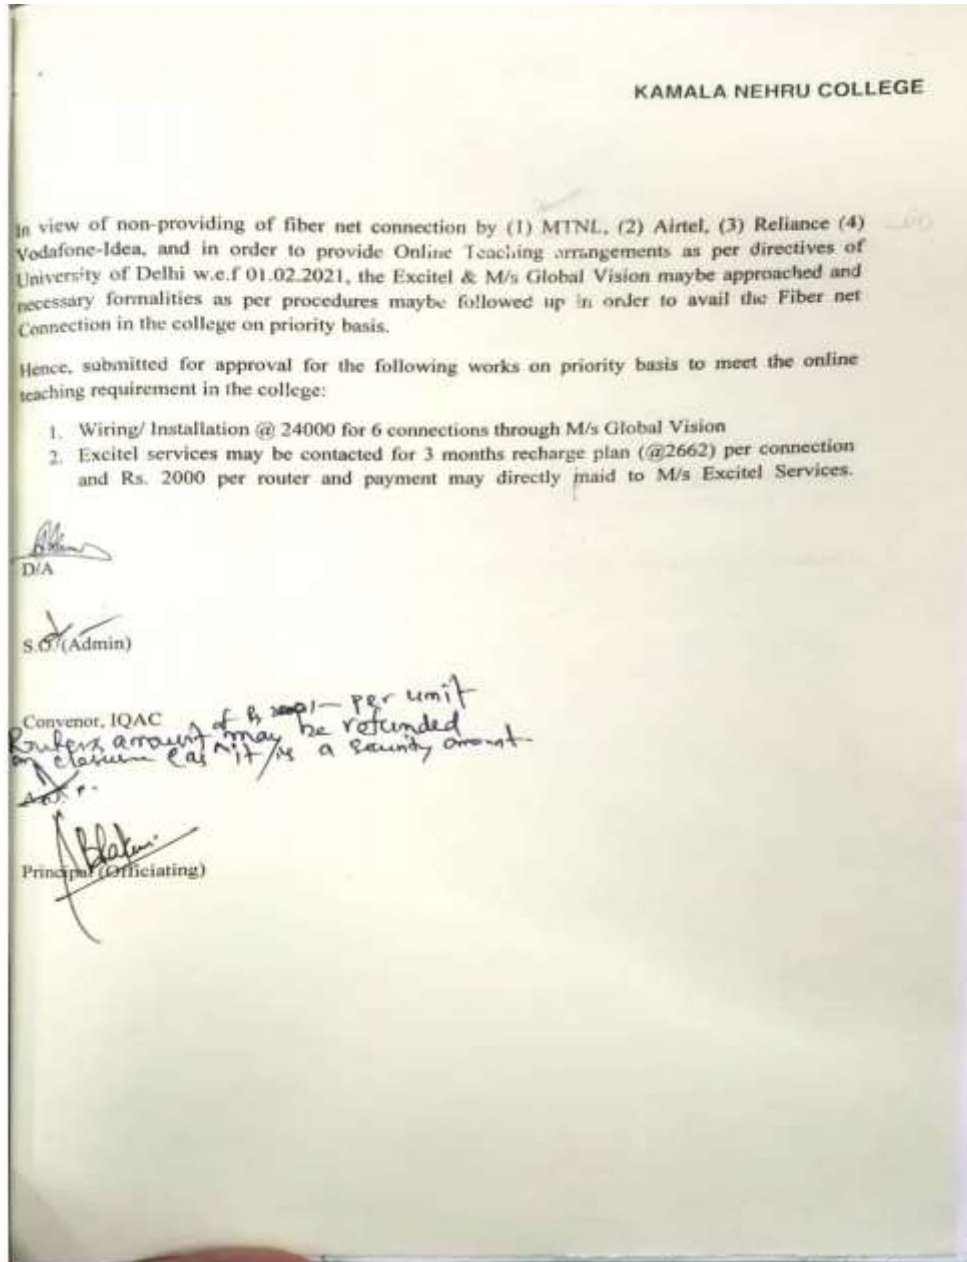 KAMALA NEHRU COLLEGE
In view of non-providing of fiber net connection by (1) MTNL, (2) Airtel, (3) Reliance (4)
Vodafone-Idea, and in order to provide Online Teaching arrangements as per directives of
University of Delhi w.e.f 01.02.2021, the Excitel & M/s Global Vision maybe approached and
necessary formalities as per procedures maybe followed up in order to avail the Fiber net
Connection in the college on priority basis.
Hence, submitted for approval for the following works on priority basis to meet the online
teaching requirement in the college:
1. Wiring/ Installation @ 24000 for 6 connections through M/s Global Vision
2. Excitel services may be contacted for 3 months recharge plan (@2662) per connection
and Rs. 2000 per router and payment may directly maid to M/s Excitel Services.
D/A
S.O (Admin)
Convenor, IQAC
amount of per unit
may be refunded
as it is a security amount
Principal (Officiating)